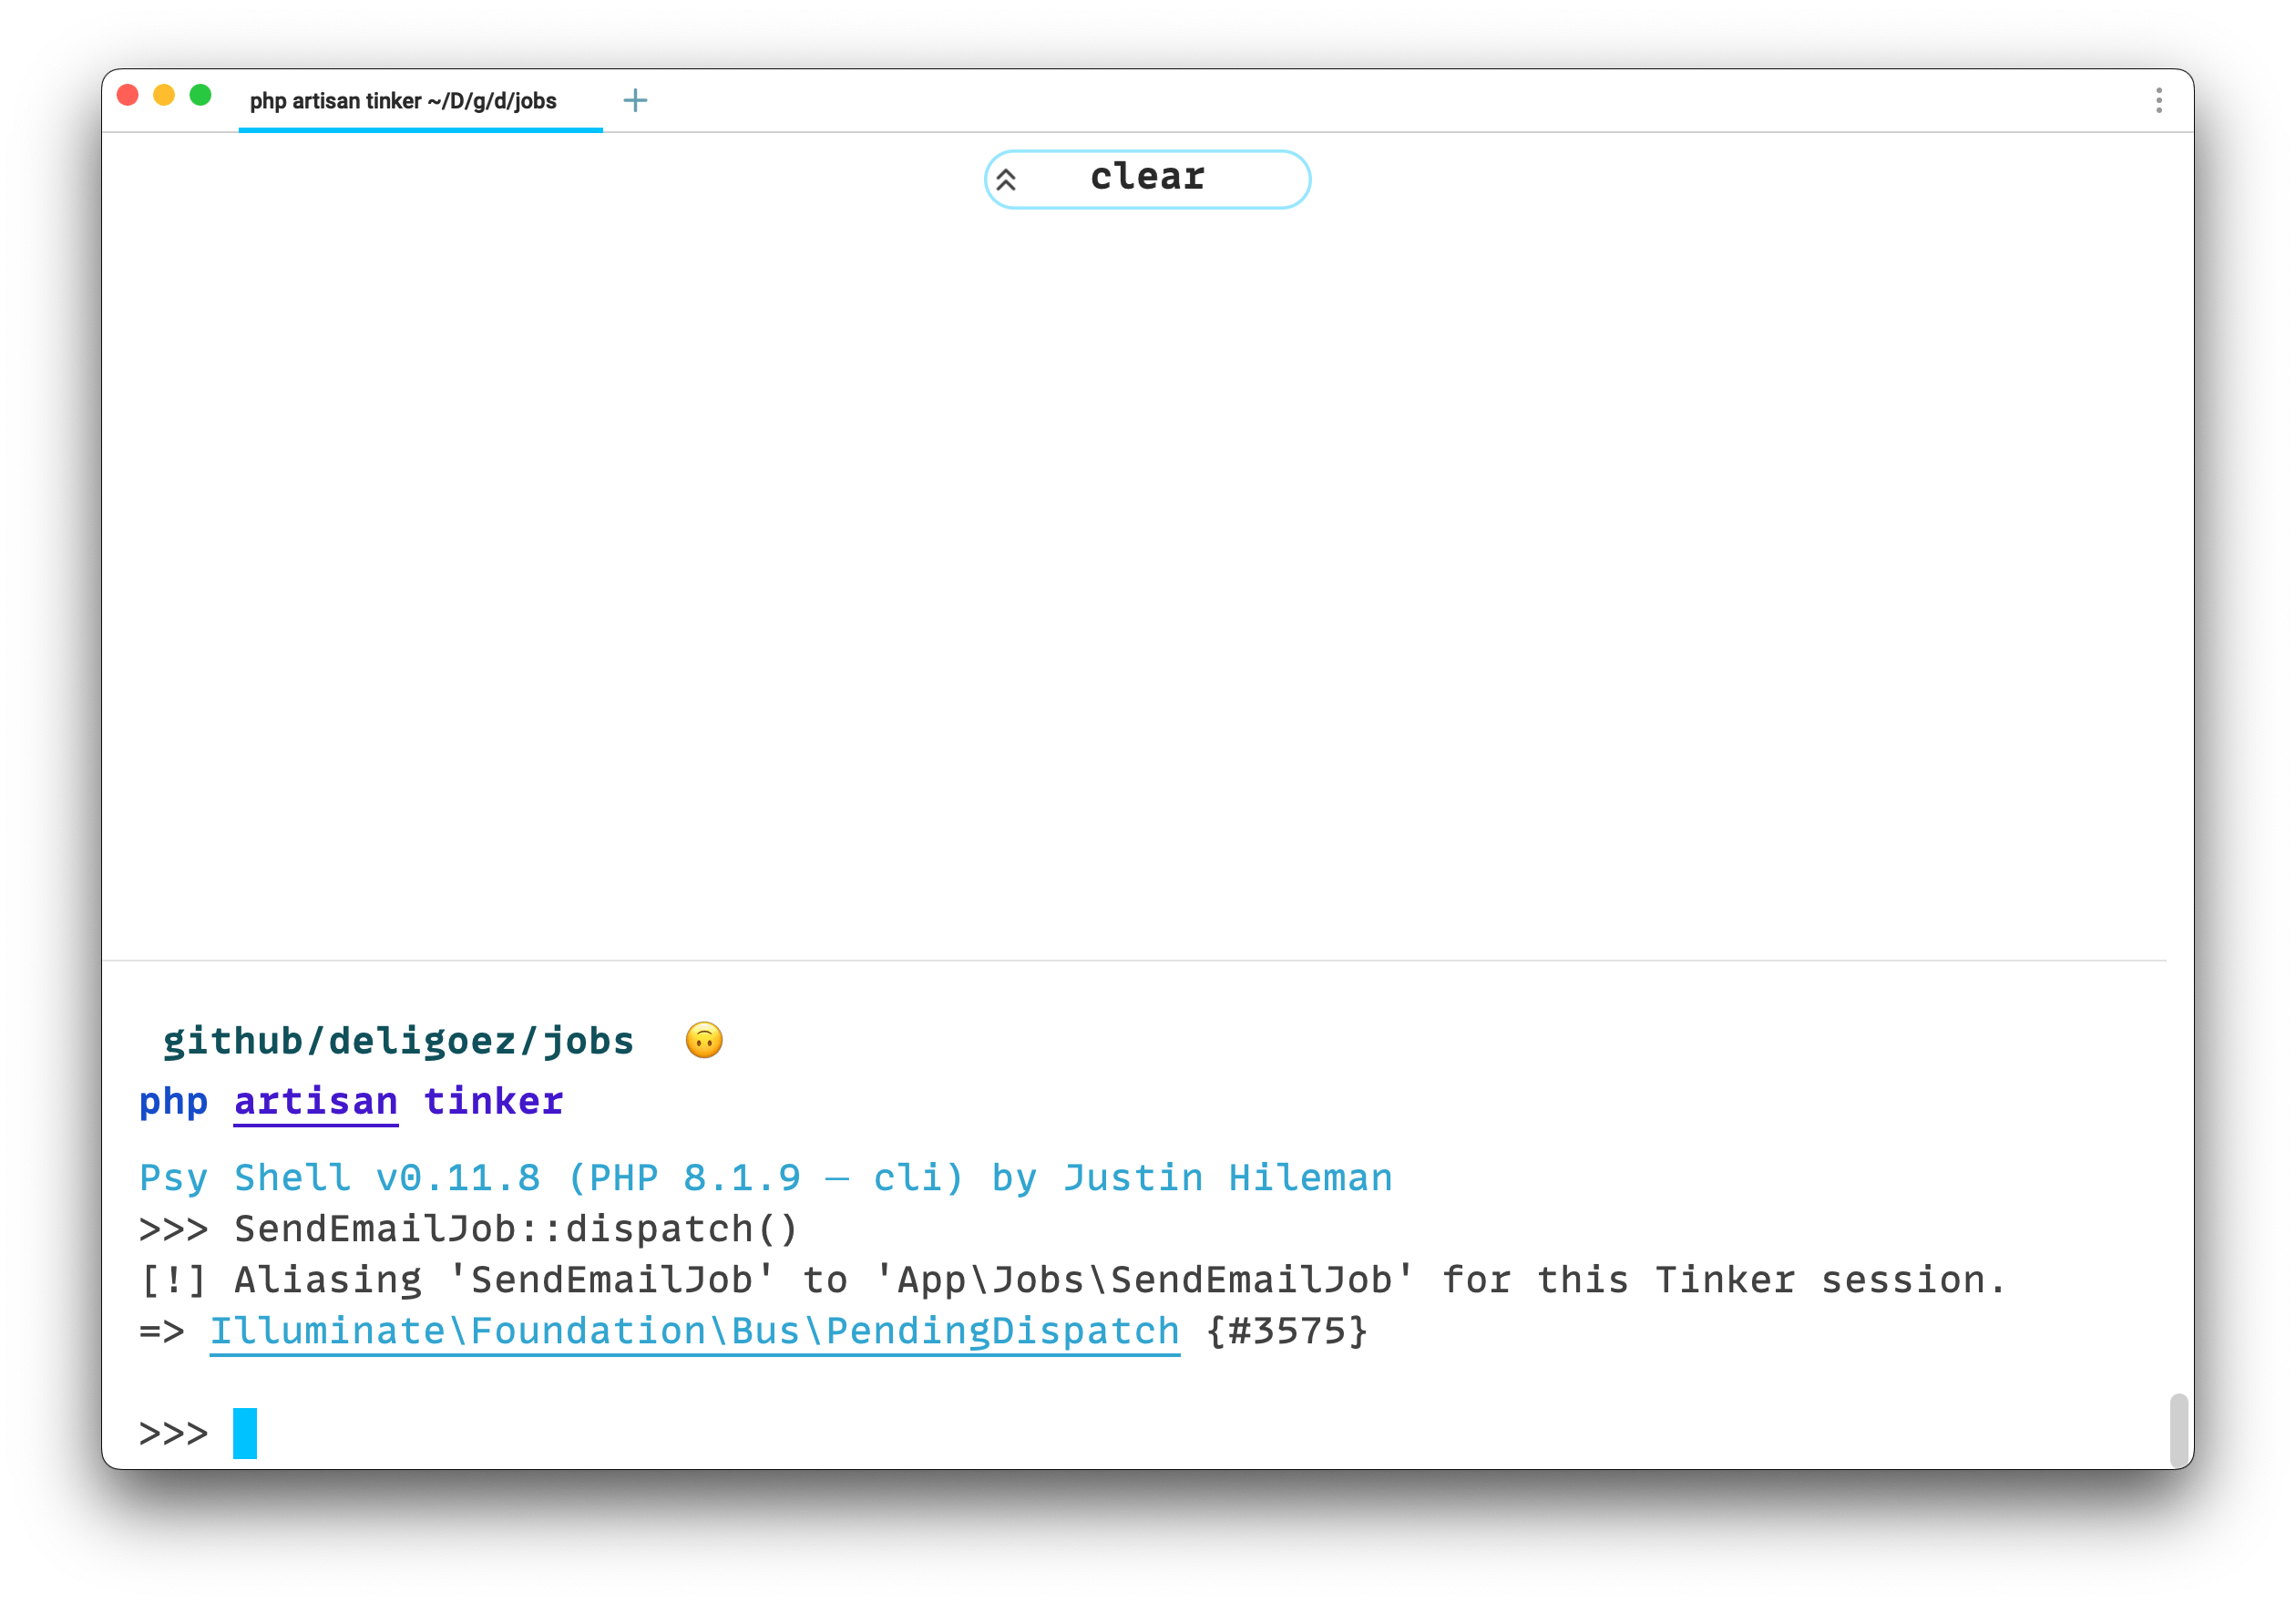 php artisan tinker ~/D/g/d/jobs
clear
github/deligoez/jobs 🙃
php artisan tinker
Psy Shell v0.11.8 (PHP 8.1.9 — cli) by Justin Hileman
>>> SendEmailJob::dispatch()
[!] Aliasing 'SendEmailJob' to 'App\Jobs\SendEmailJob' for this Tinker session.
=> Illuminate\Foundation\Bus\PendingDispatch {#3575}
>>>